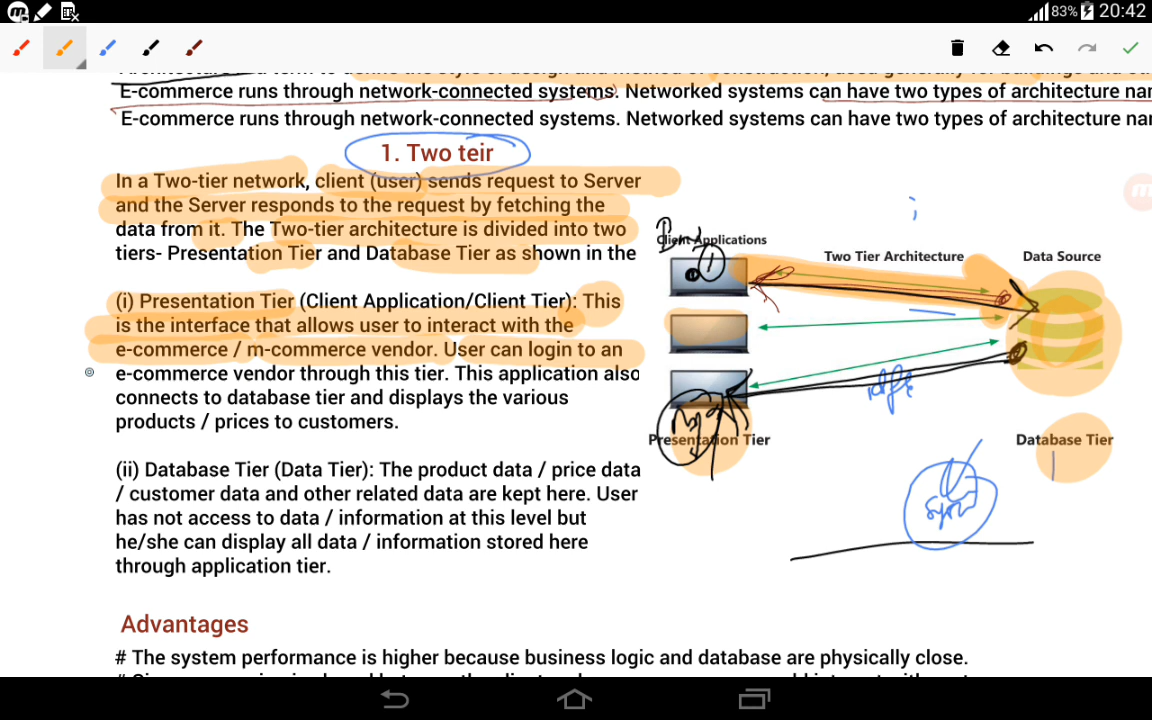 83% 20:42
E-commerce runs through network-connected systems. Networked systems can have two types of architecture nar
E-commerce runs through network-connected systems. Networked systems can have two types of architecture nar
1. Two teir
In a Two-tier network, client (user) sends request to Server
and the Server responds to the request by fetching the
data from it. The Two-tier architecture is divided into two
tiers- Presentation Tier and Database Tier as shown in the
(i) Presentation Tier (Client Application/Client Tier): This
is the interface that allows user to interact with the
e-commerce / m-commerce vendor. User can login to an
e-commerce vendor through this tier. This application also
connects to database tier and displays the various
products / prices to customers.
(ii) Database Tier (Data Tier): The product data / price data
/ customer data and other related data are kept here. User
has not access to data / information at this level but
he/she can display all data / information stored here
through application tier.
Client Applications
Two Tier Architecture
Data Source
1
Presentation Tier
Database Tier
Advantages
# The system performance is higher because business logic and database are physically close.